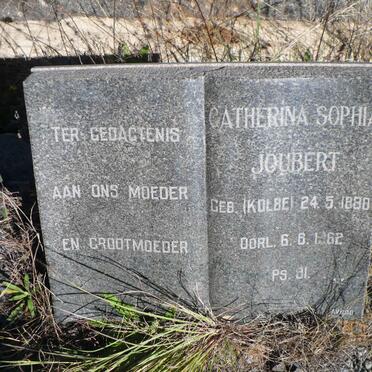 TER GEDAGTENIS
AAN ONS MOEDER
EN GROOTMOEDER
CATHERINA SOPHIA
JOUBERT
GEB. (KOLBE) 24.5.1880
OORL. 6.6.1962
PS. 91.